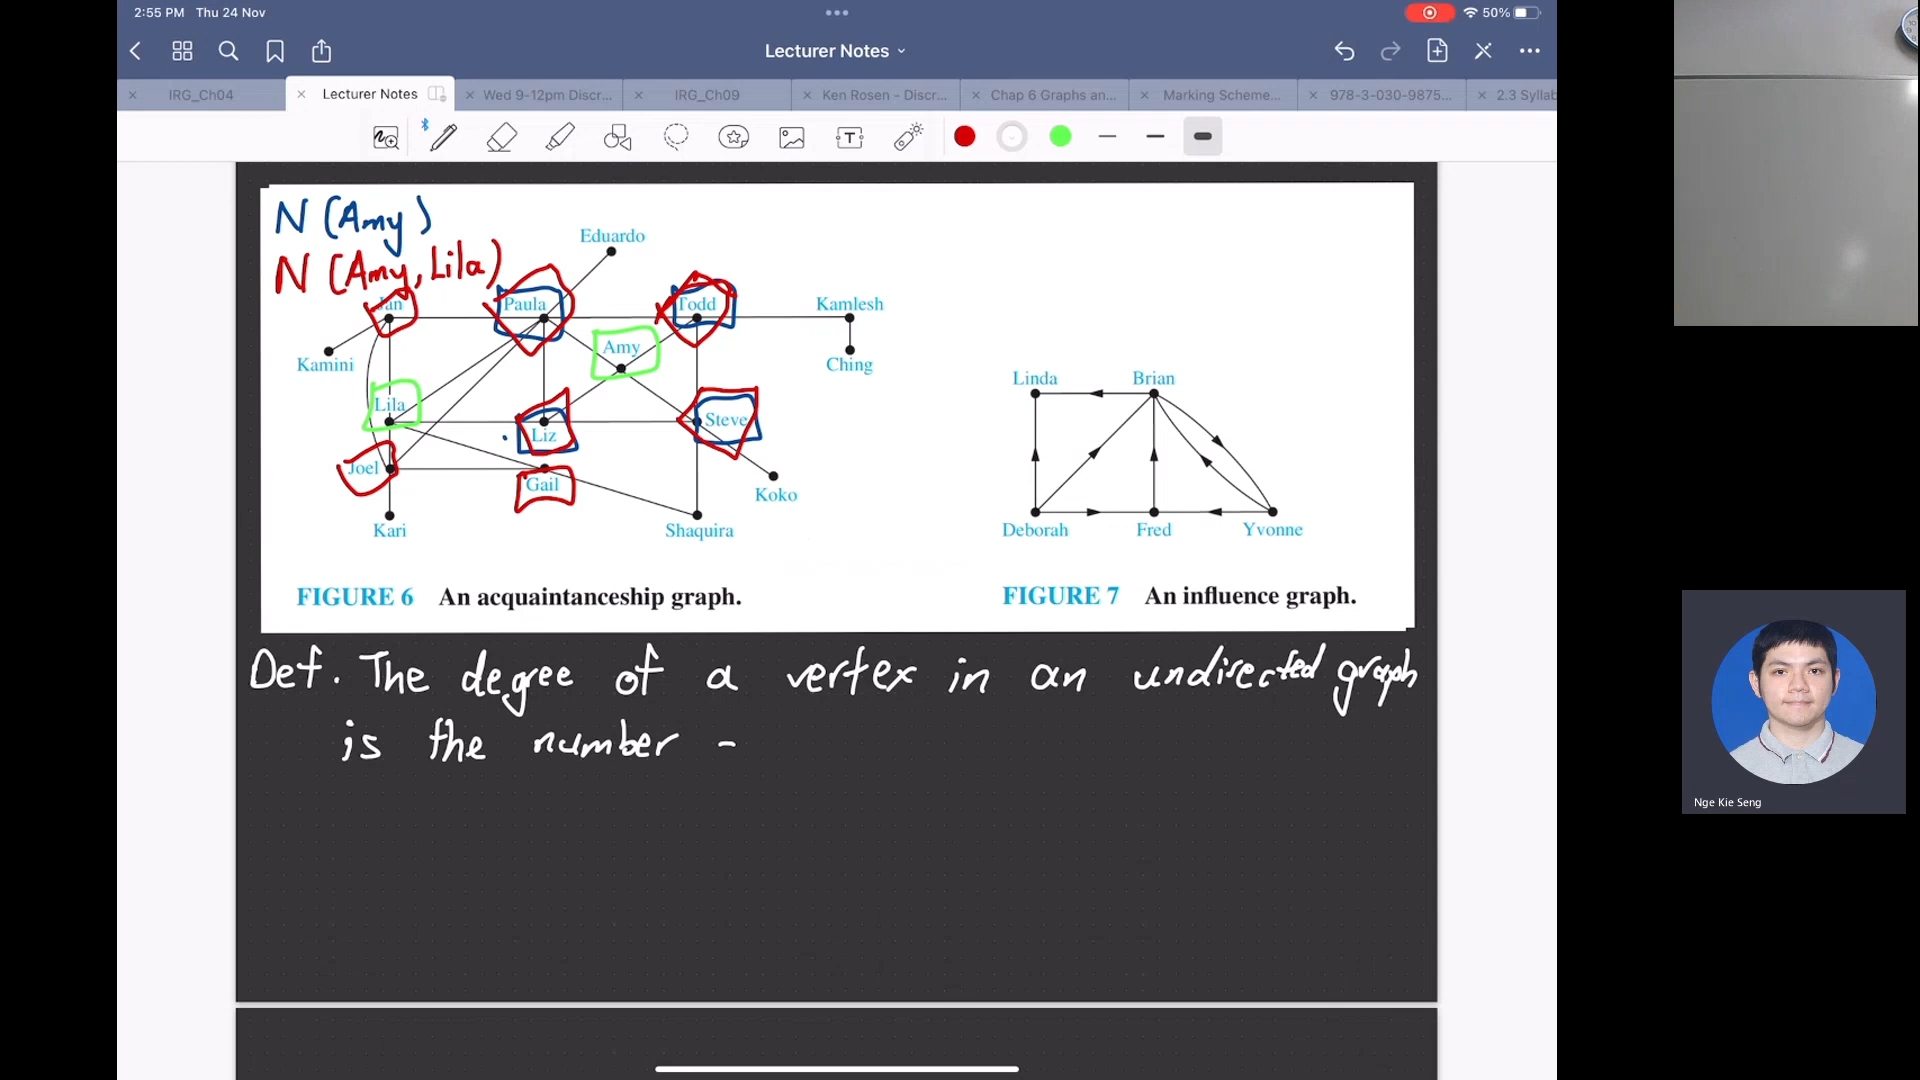 2:55 PM Thu 24 Nov
50%
Lecturer Notes
IRG_Ch04
Lecturer Notes
Wed 9-12pm Discr...
IRG_Ch09
Ken Rosen - Discr...
Chap 6 Graphs an...
Marking Scheme...
978-3-030-9875...
2.3 Syllab
N (Amy)
N (Amy, Lila)
Eduardo
Jan
Paula
Todd
Kamlesh
Amy
Kamini
Ching
Lila
Liz
Steve
Joel
Gail
Koko
Kari
Shaquira
Linda
Brian
Deborah
Fred
Yvonne
FIGURE 6 An acquaintanceship graph.
FIGURE 7 An influence graph.
Def. The degree of a vertex in an undirected graph
is the number -
Nge Kie Seng